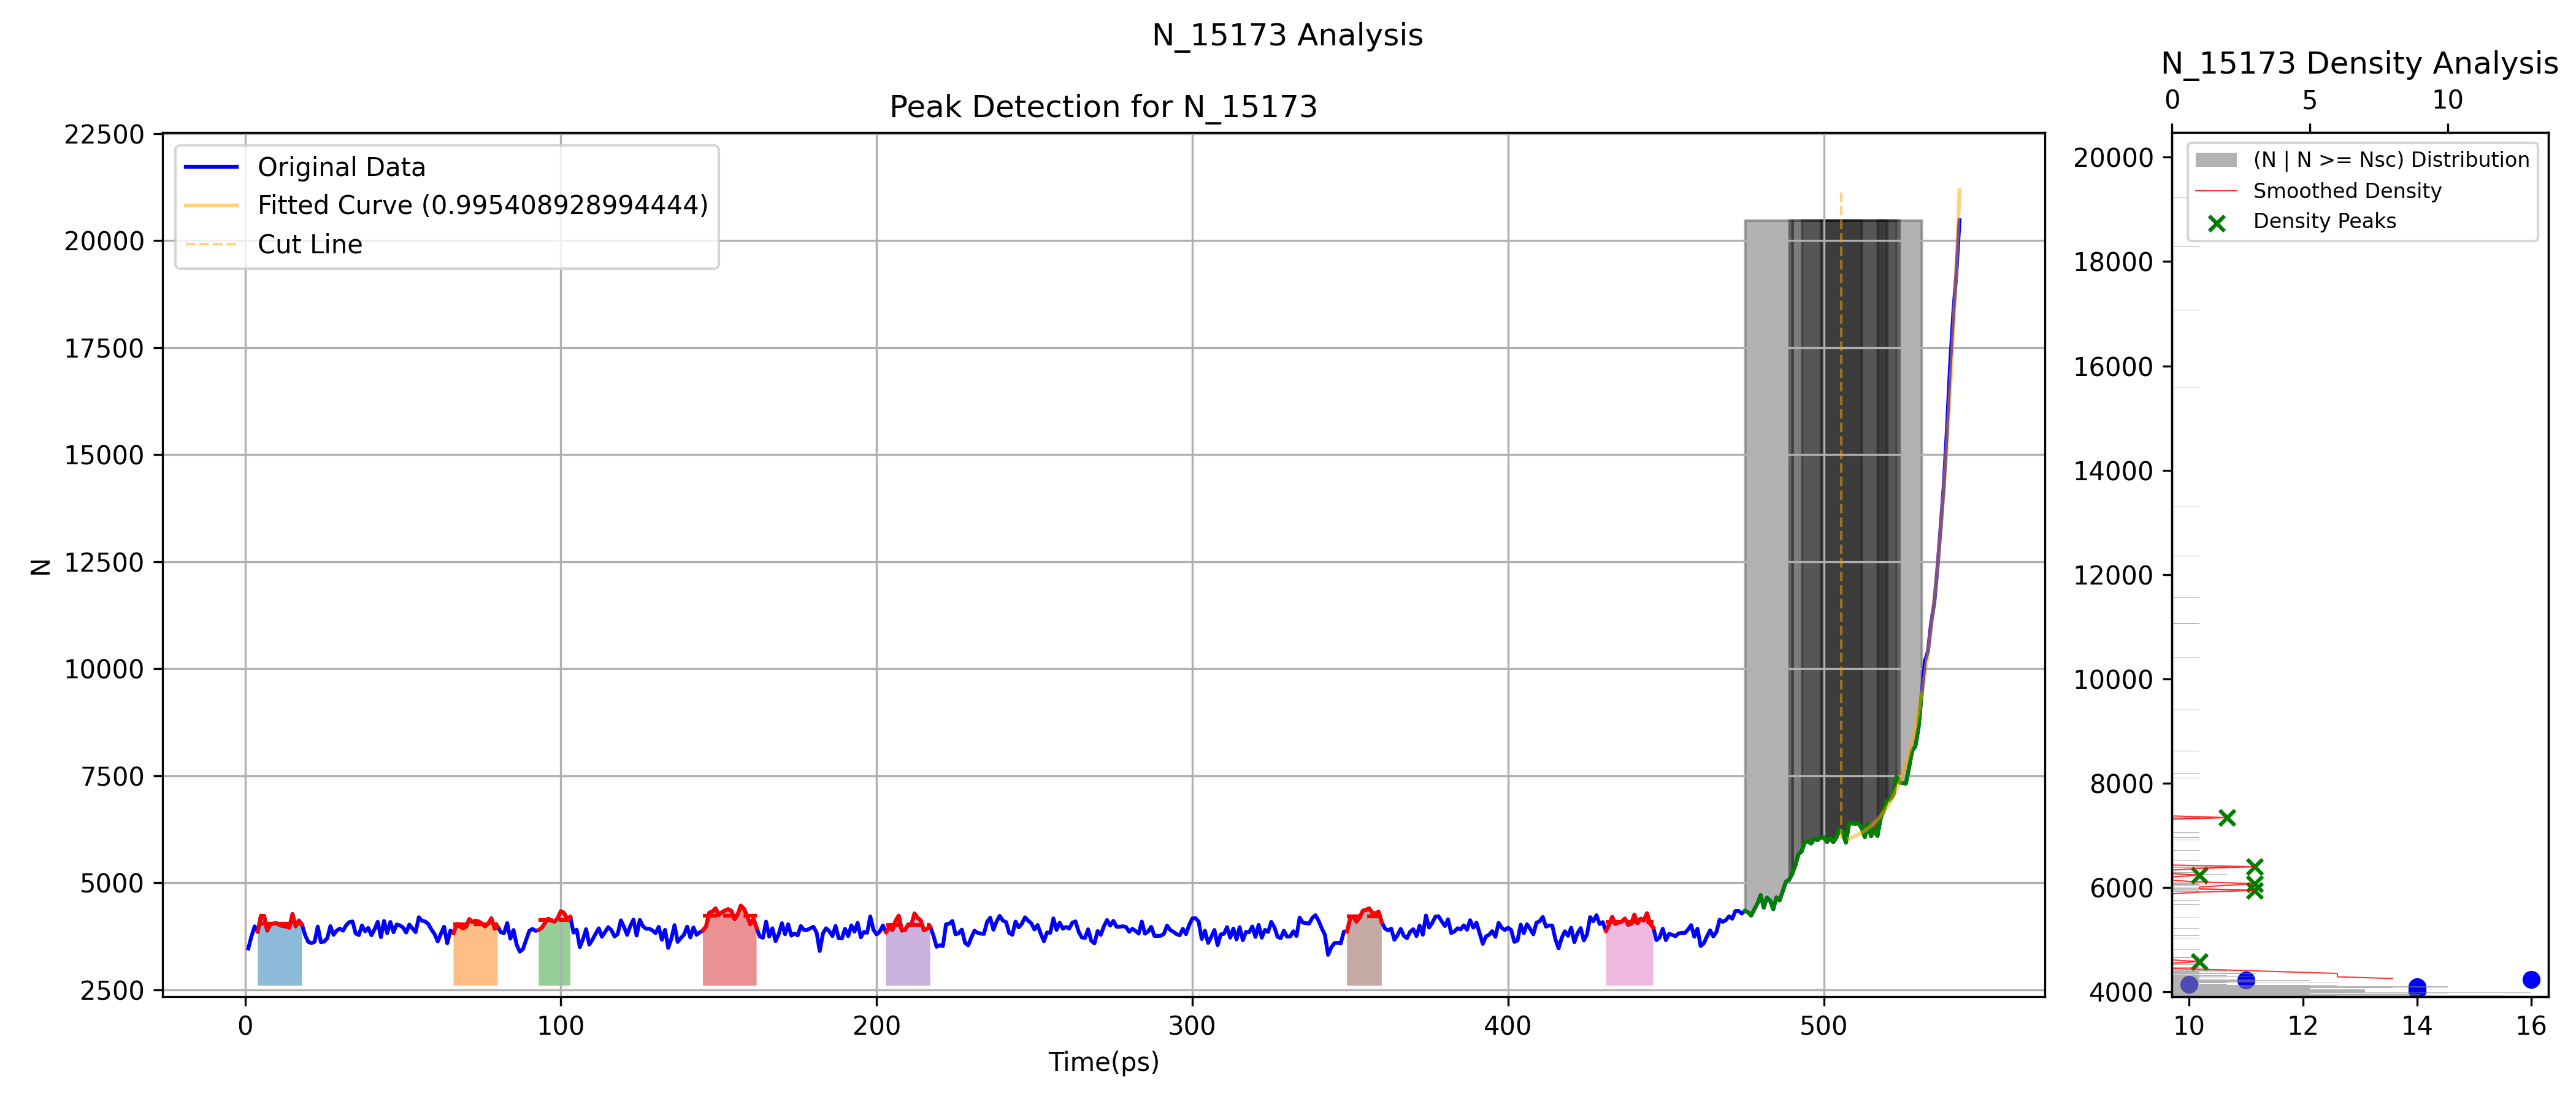 N_15173 Analysis
Peak Detection for N_15173
22500
20000
17500
15000
12500
10000
7500
5000
2500
N
Original Data
Fitted Curve (0.995408928994444)
Cut Line
0
100
200
300
400
500
Time(ps)
N_15173 Density Analysis
0
5
10
20000
18000
16000
14000
12000
10000
8000
6000
4000
(N | N >= Nsc) Distribution
Smoothed Density
Density Peaks
10
12
14
16